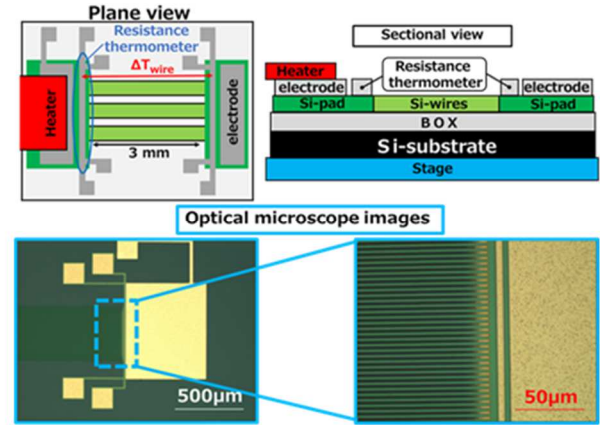 Plane view
Resistance
thermometer
ΔTwire
Heater
electrode
3 mm
Sectional view
Heater
electrode
Resistance
thermometer
electrode
Si-pad
Si-wires
Si-pad
BOX
Si-substrate
Stage
Optical microscope images
500μm
50μm